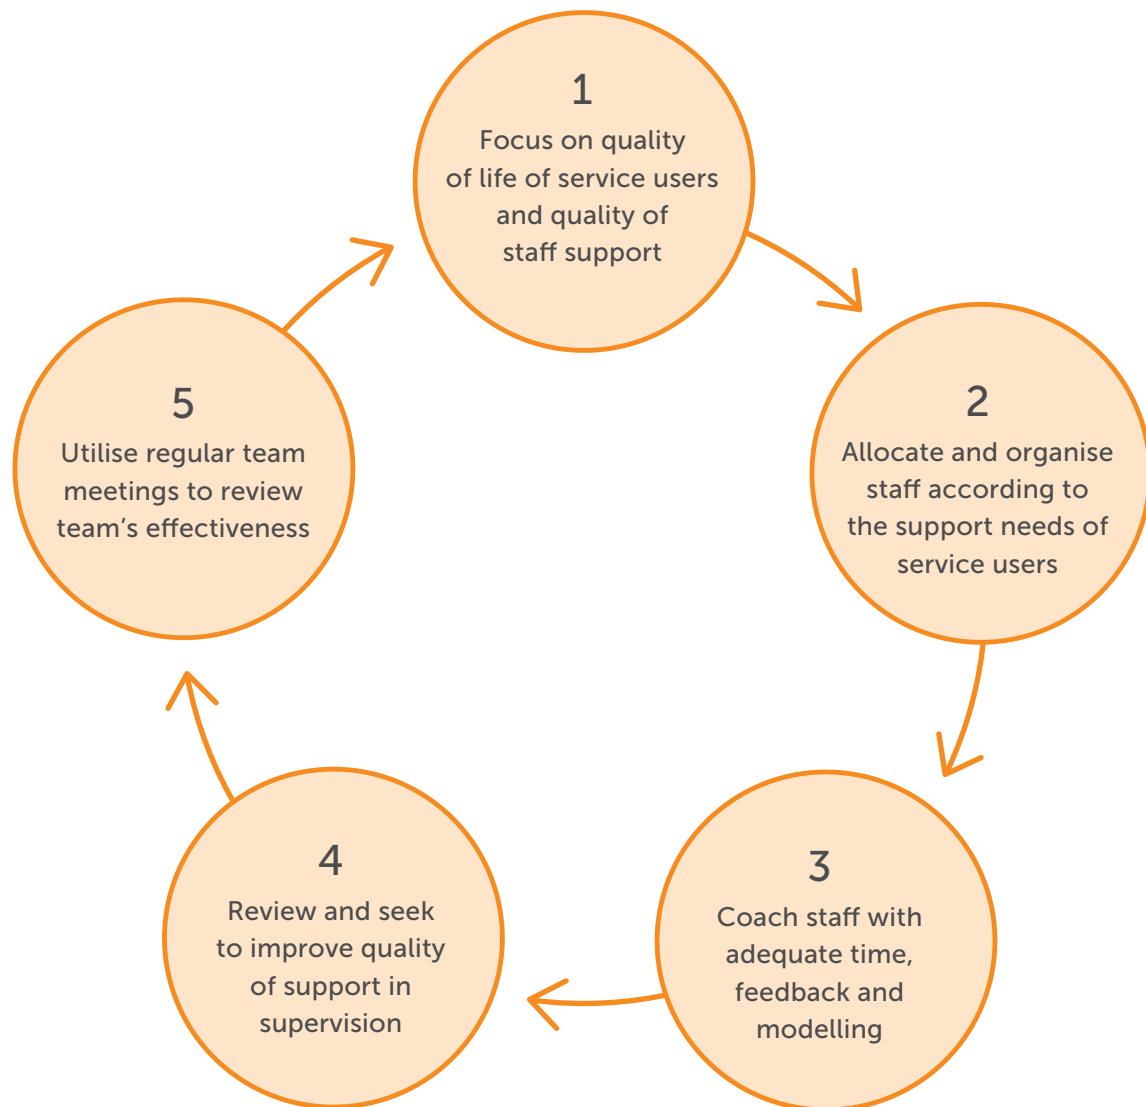 1
Focus on quality
of life of service users
and quality of
staff support
2
Allocate and organise
staff according to
the support needs of
service users
3
Coach staff with
adequate time,
feedback and
modelling
4
Review and seek
to improve quality
of support in
supervision
5
Utilise regular team
meetings to review
team’s effectiveness